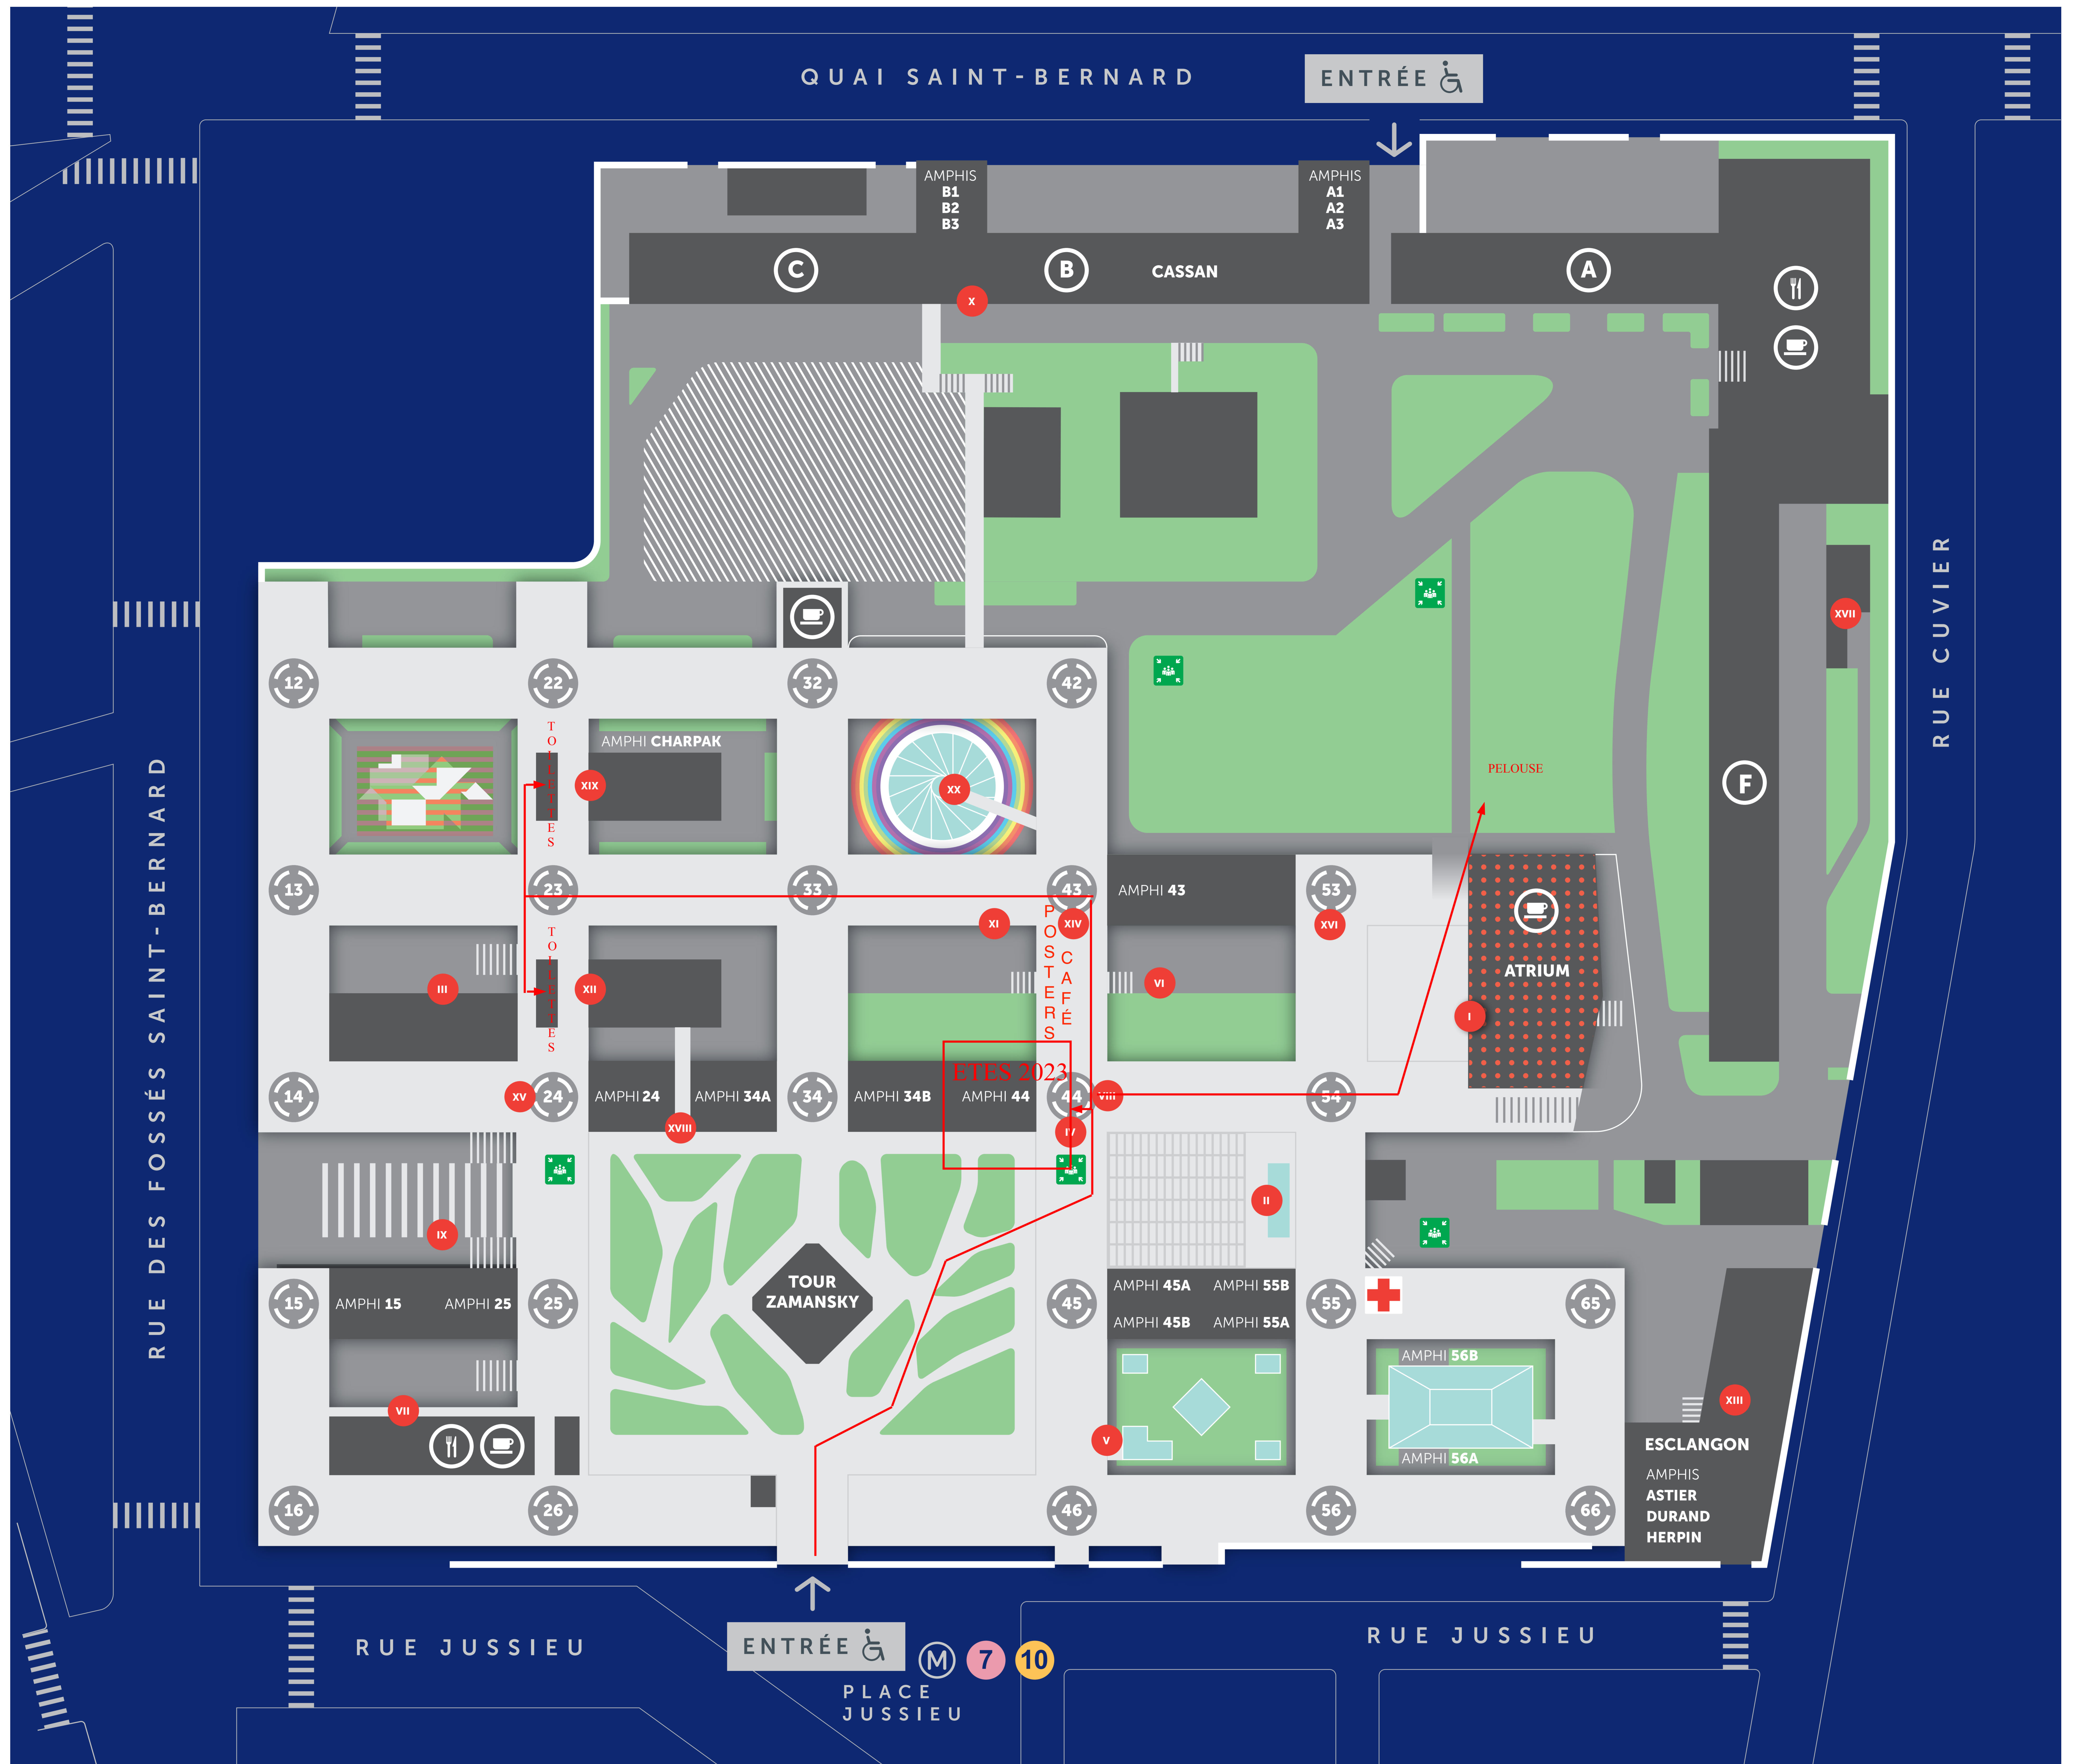 QUAI SAINT-BERNARD
ENTRÉE
AMPHIS
B1
B2
B3
AMPHIS
A1
A2
A3
C
B
CASSAN
A
X
RUE CUVIER
XVII
12
22
32
42
TOILETTES
AMPHI CHARPAK
XIX
XX
PELOUSE
F
RUE DES FOSSÉS SAINT-BERNARD
13
23
33
43
AMPHI 43
53
XI
XIV
XVI
POSTERS
CAFÉ
TOILETTES
III
XII
VI
ATRIUM
I
ETES 2023
14
XV
24
AMPHI 24
AMPHI 34A
34
AMPHI 34B
AMPHI 44
44
VIII
54
XVIII
IV
II
IX
TOUR
ZAMANSKY
15
AMPHI 15
AMPHI 25
25
45
AMPHI 45A
AMPHI 55B
AMPHI 45B
AMPHI 55A
55
65
AMPHI 56B
VII
V
XIII
AMPHI 56A
ESCLANGON
AMPHIS
ASTIER
DURAND
HERPIN
16
26
46
56
66
RUE JUSSIEU
ENTRÉE
M
7
10
PLACE
JUSSIEU
RUE JUSSIEU